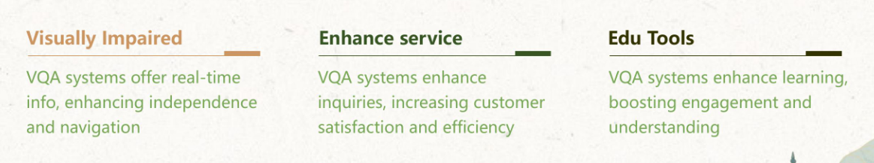 Visually Impaired
VQA systems offer real-time
info, enhancing independence
and navigation
Enhance service
VQA systems enhance
inquiries, increasing customer
satisfaction and efficiency
Edu Tools
VQA systems enhance learning,
boosting engagement and
understanding